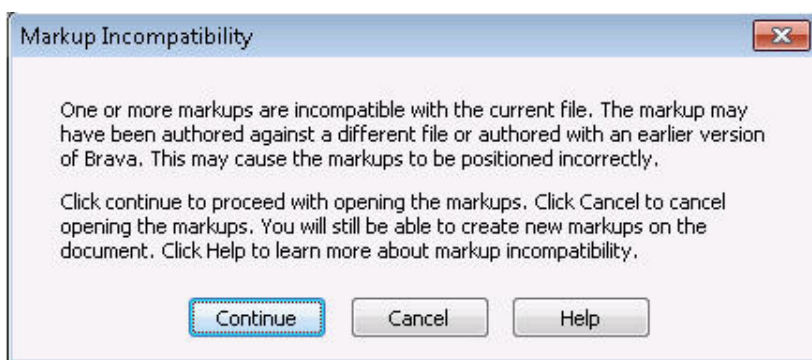 Markup Incompatibility
One or more markups are incompatible with the current file. The markup may
have been authored against a different file or authored with an earlier version
of Brava. This may cause the markups to be positioned incorrectly.
Click continue to proceed with opening the markups. Click Cancel to cancel
opening the markups. You will still be able to create new markups on the
document. Click Help to learn more about markup incompatibility.
Continue Cancel Help